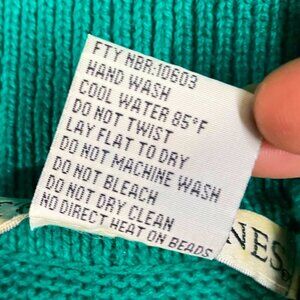 FTY NBR:10603
HAND WASH
COOL WATER 85°F
DO NOT TWIST
LAY FLAT TO DRY
DO NOT MACHINE WASH
DO NOT BLEACH
DO NOT DRY CLEAN
NO DIRECT HEAT ON BEADS
NES